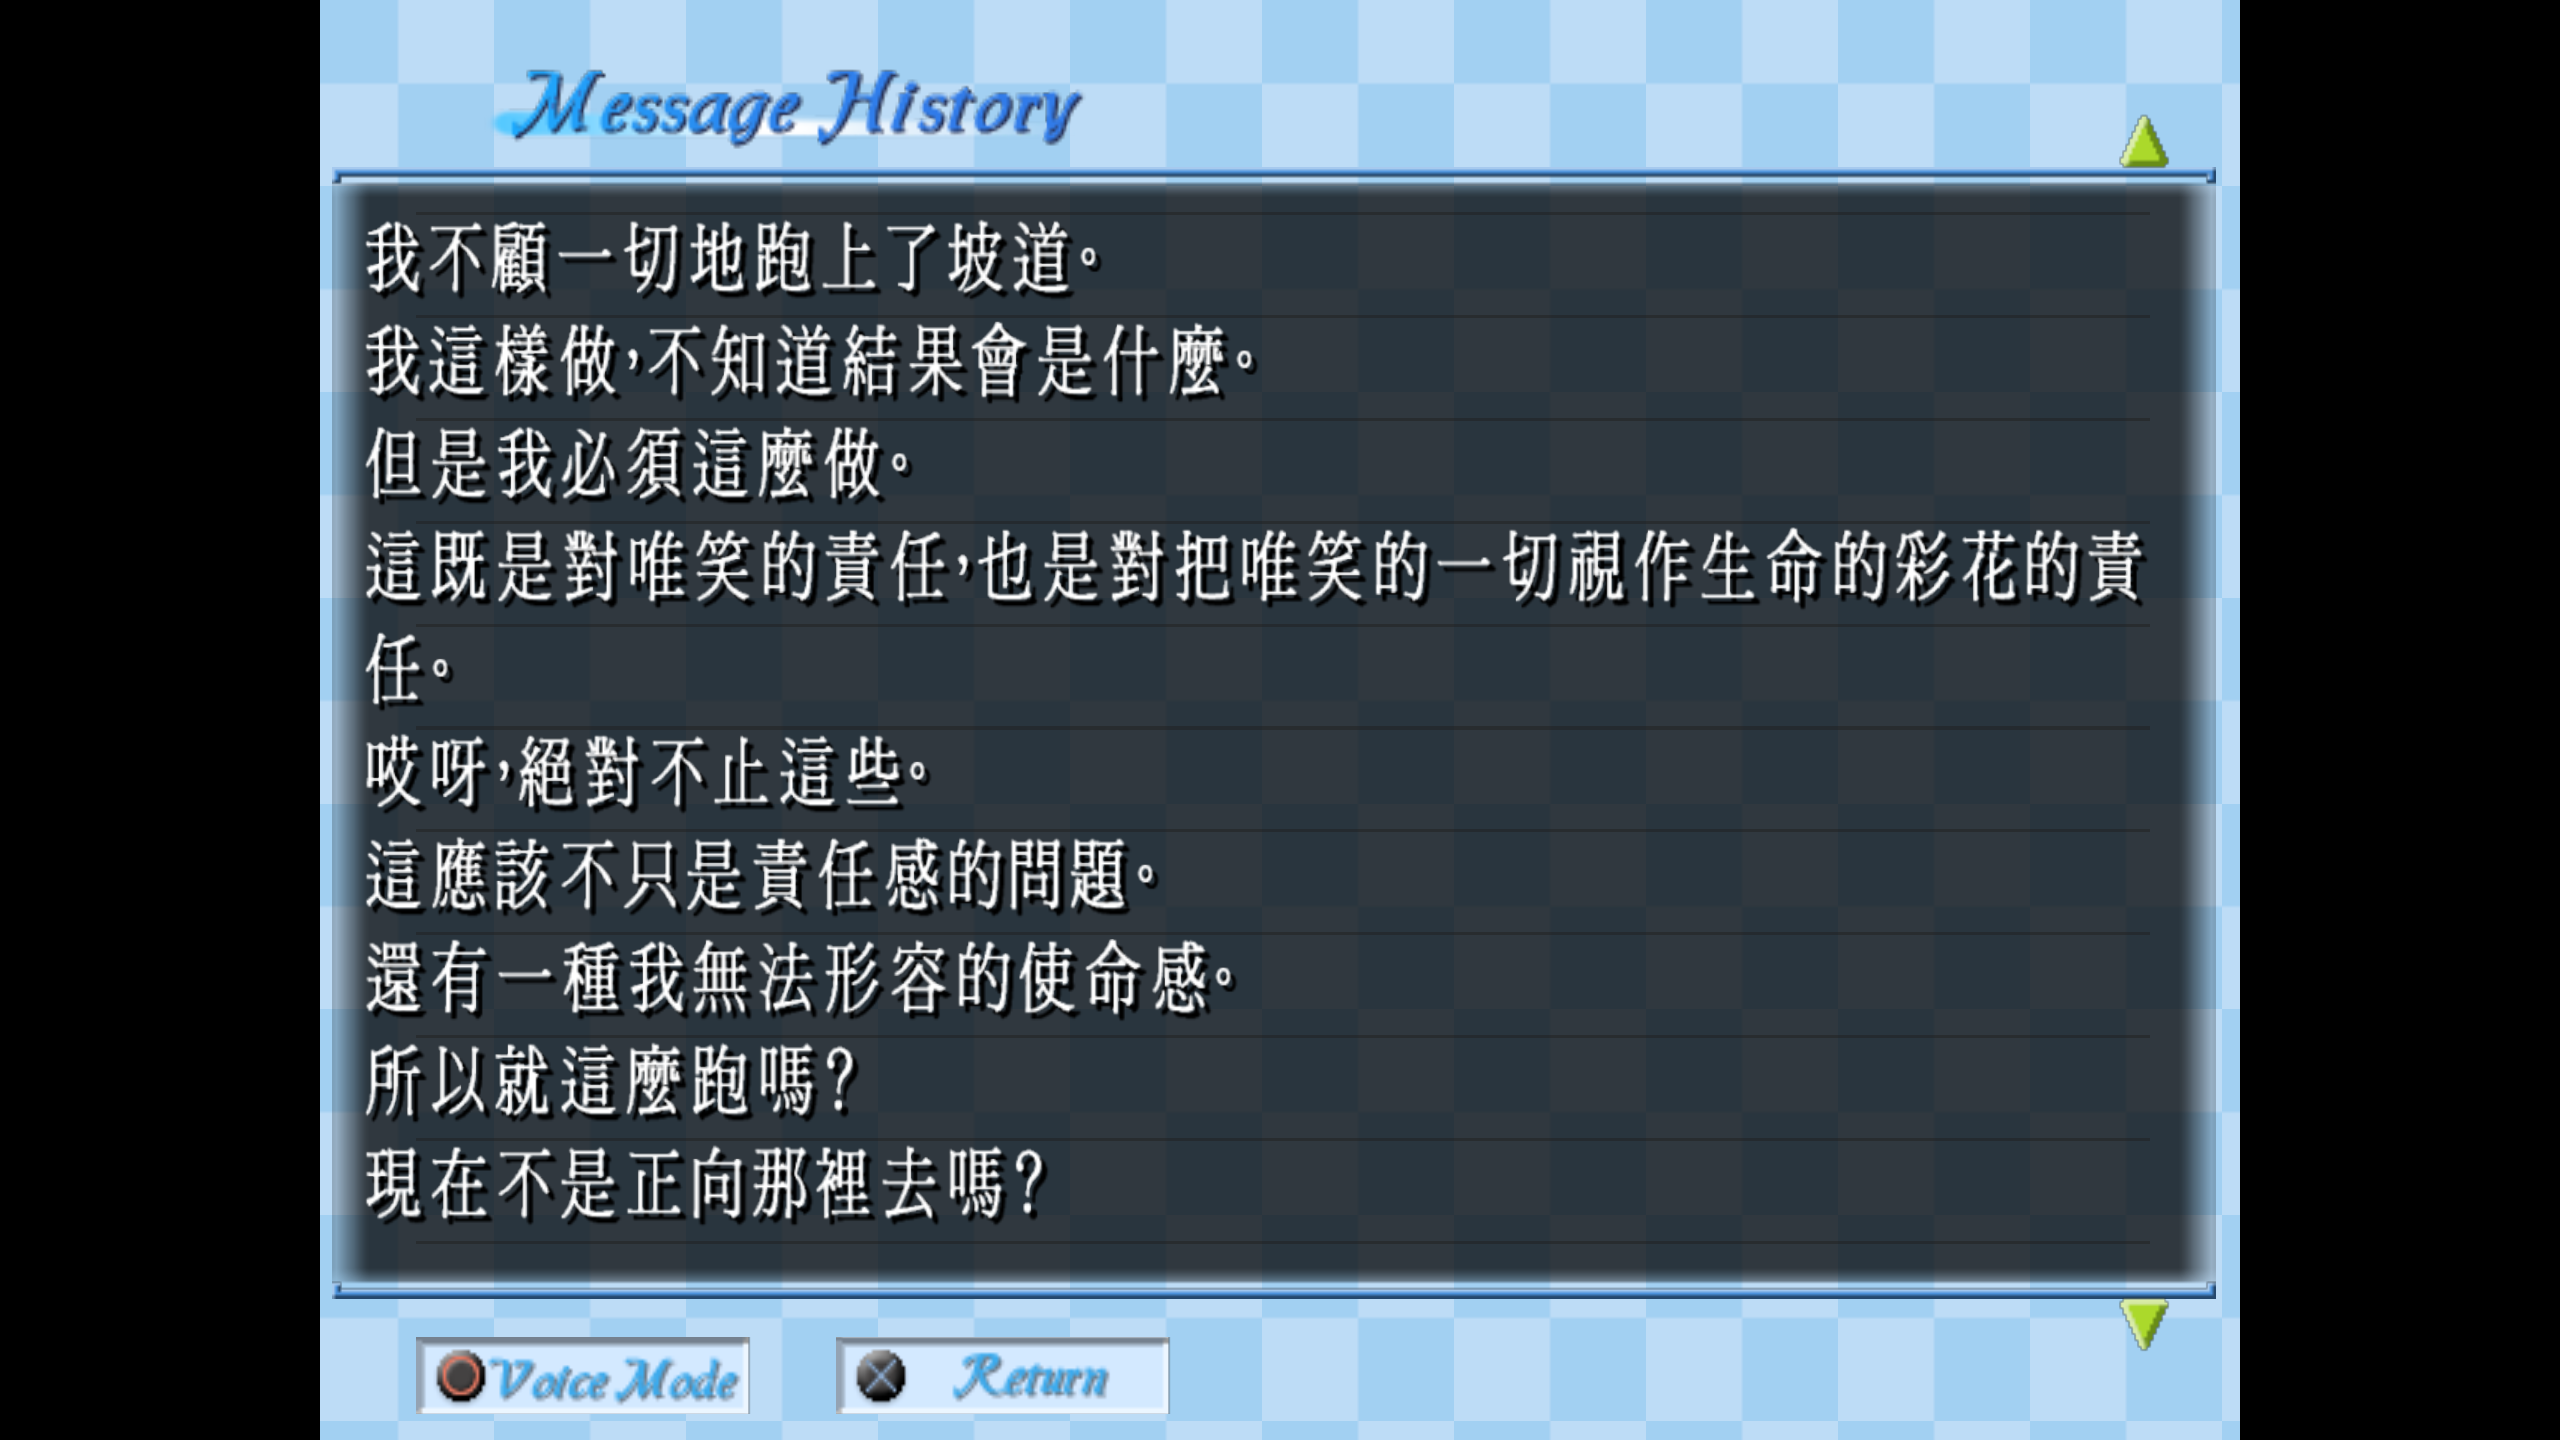 Message History
我不顧一切地跑上了坡道。
我這樣做,不知道結果會是什麼。
但是我必須這麼做。
這既是對唯笑的責任,也是對把唯笑的一切視作生命的彩花的責
任。
哎呀,絕對不止這些。
這應該不只是責任感的問題。
還有一種我無法形容的使命感。
所以就這麼跑嗎?
現在不是正向那裡去嗎?
Voice Mode
Return